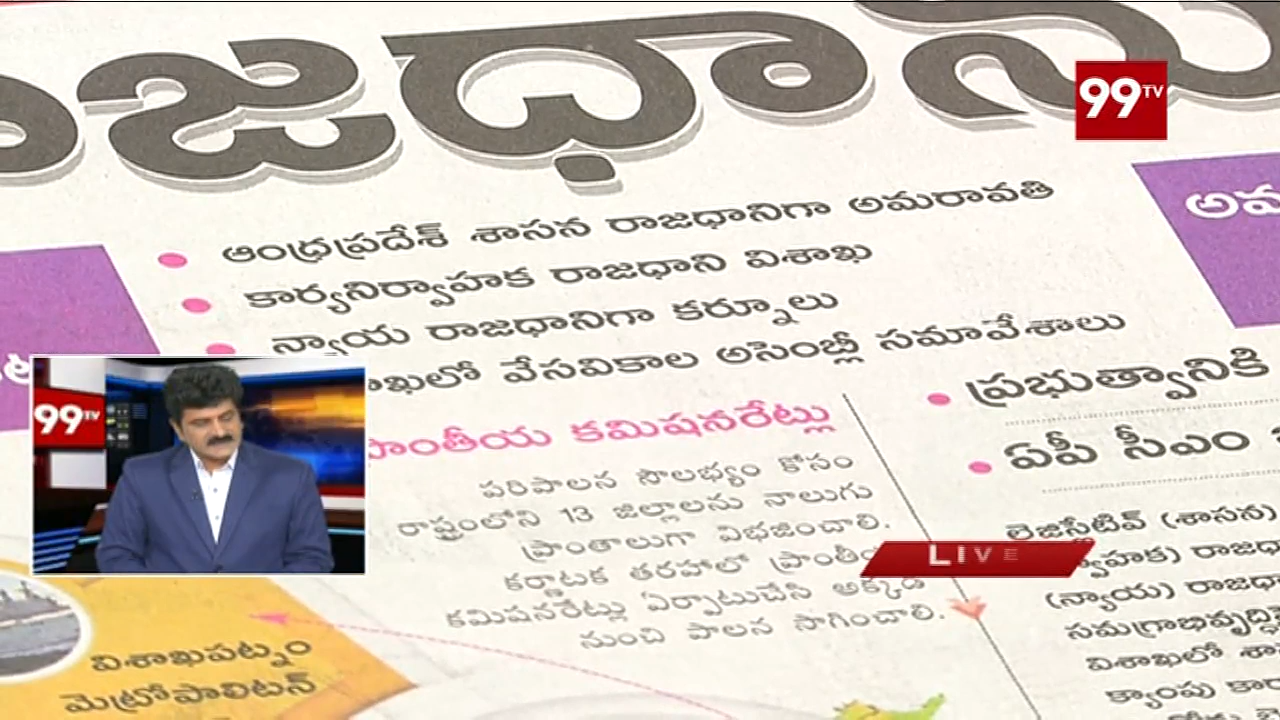 99TV
ఆంధ్రప్రదేశ్ శాసన రాజధానిగా అమరావతి
కార్యనిర్వాహక రాజధాని విశాఖ
న్యాయ రాజధానిగా కర్నూలు
వేసవికాల అసెంబ్లీ సమావేశాలు
ప్రభుత్వానికి
ఏపీ సీఎం
కమిషనరేట్లు
పరిపాలన సౌలభ్యం కోసం
రాష్ట్రంలోని 13 జిల్లాలను నాలుగు
ప్రాంతాలుగా విభజించాలి.
కర్ణాటక తరహాలో
కమిషనరేట్లు ఏర్పాటుచేసి అక్కడ
నుంచి పాలన సాగించాలి.
లెజిస్లేటివ్ (శాసన)
(న్యాయ) రాజధా
విశాఖలో
క్యాంపు
99TV
LIVE
విశాఖపట్నం
మెట్రోపాలిటన్